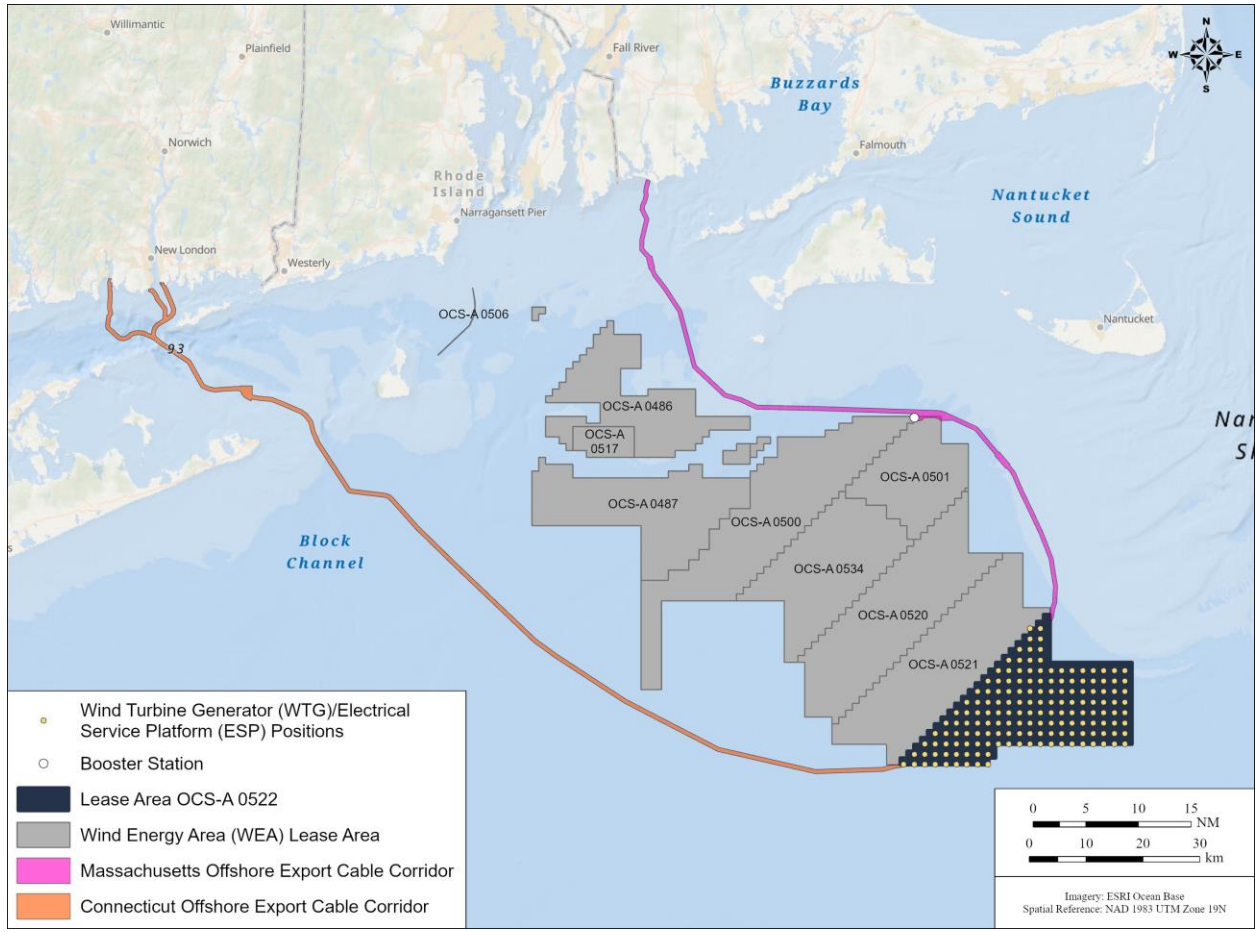 Willimantic
Plainfield
Fall River
N
W
E
S
Buzzards
Bay
Norwich
Falmouth
Rhode
Island
Nantucket
Sound
Narragansett Pier
New London
Westerly
OCS-A 0506
Nantucket
93
OCS-A 0486
OCS-A
0517
OCS-A 0501
OCS-A 0487
OCS-A 0500
Block
Channel
OCS-A 0534
OCS-A 0520
OCS-A 0521
Wind Turbine Generator (WTG)/Electrical
Service Platform (ESP) Positions
Booster Station
Lease Area OCS-A 0522
Wind Energy Area (WEA) Lease Area
Massachusetts Offshore Export Cable Corridor
Connecticut Offshore Export Cable Corridor
0 5 10 15
NM
0 10 20 30
km
Imagery: ESRI Ocean Base
Spatial Reference: NAD 1983 UTM Zone 19N